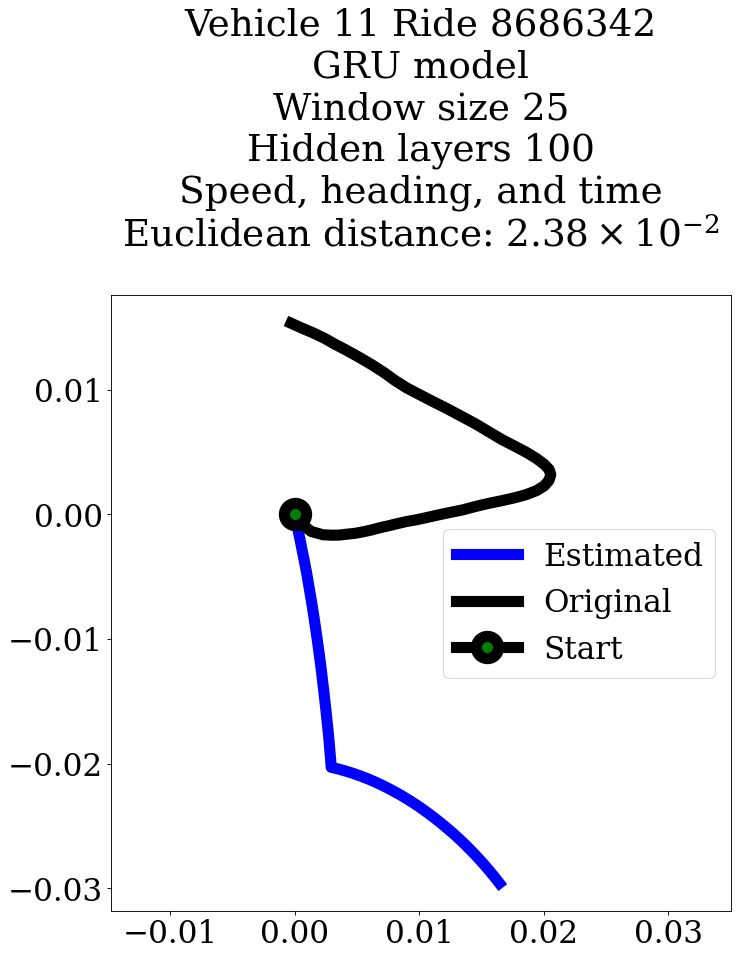 Vehicle 11 Ride 8686342
GRU model
Window size 25
Hidden layers 100
Speed, heading, and time
Euclidean distance: 2.38 × 10⁻²
0.01
0.00
−0.01
−0.02
−0.03
Estimated
Original
Start
−0.01 0.00 0.01 0.02 0.03